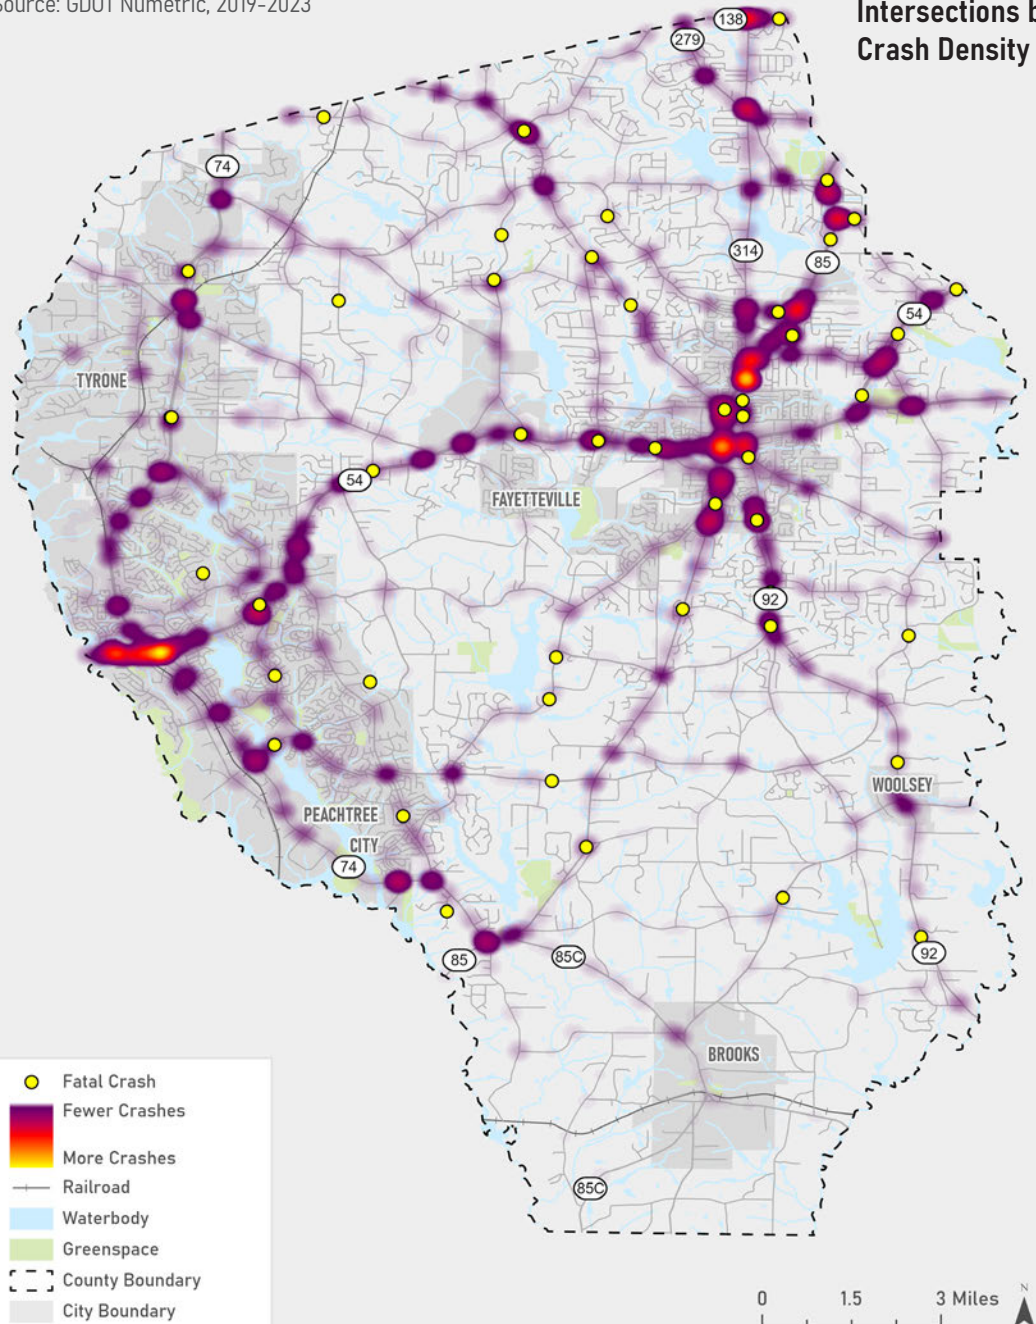 Source: GDOT Numetric, 2019-2023
Intersections b
Crash Density
138
279
74
314
85
54
TYRONE
54
FAYETTEVILLE
92
WOOLSEY
PEACHTREE
CITY
74
85
85C
92
BROOKS
85C
Fatal Crash
Fewer Crashes
More Crashes
Railroad
Waterbody
Greenspace
County Boundary
City Boundary
0 1.5 3 Miles
N